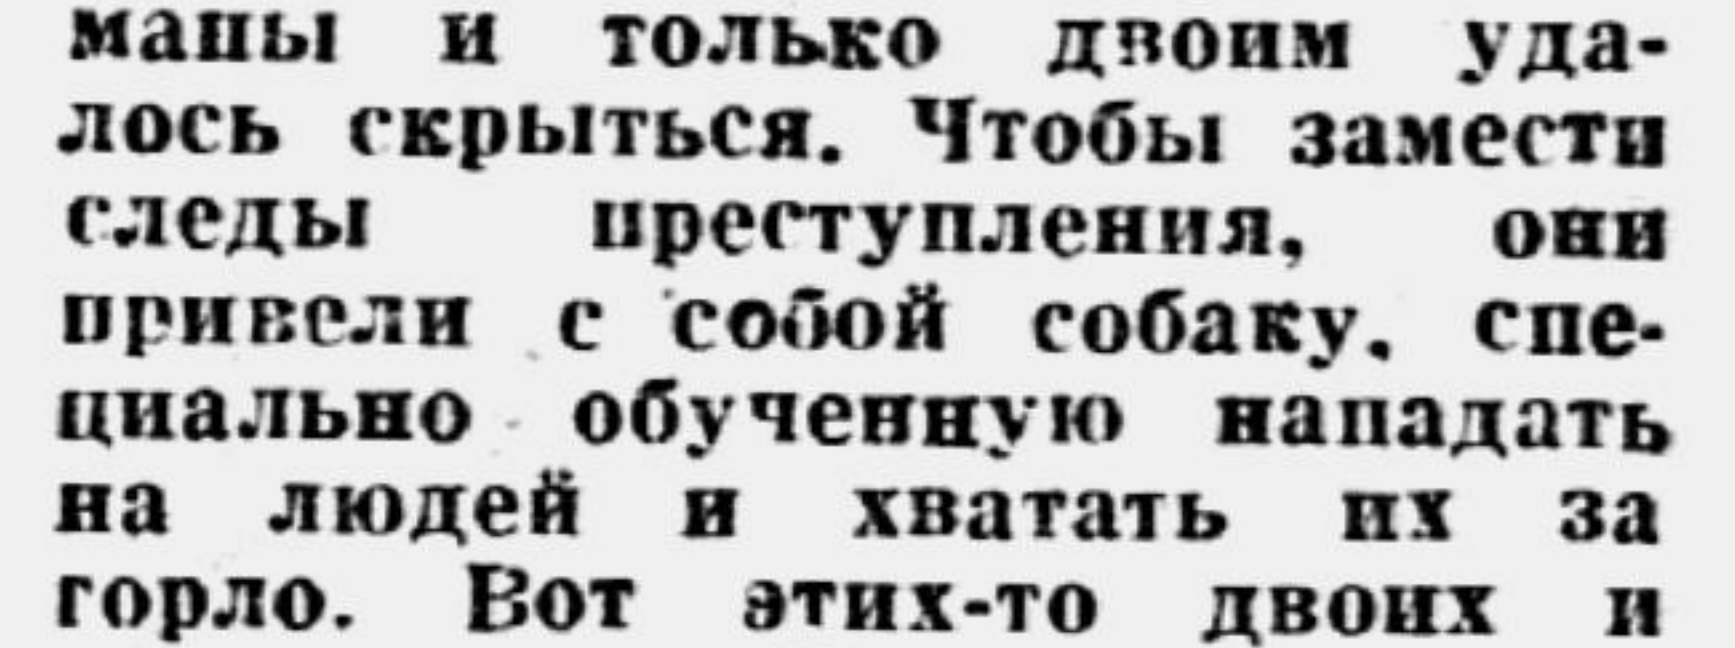 маны и только двоим уда-
лось скрыться. Чтобы замести
следы преступления, они
привели с собой собаку, спе-
циально обученную нападать
на людей и хватать их за
горло. Вот этих-то двоих и